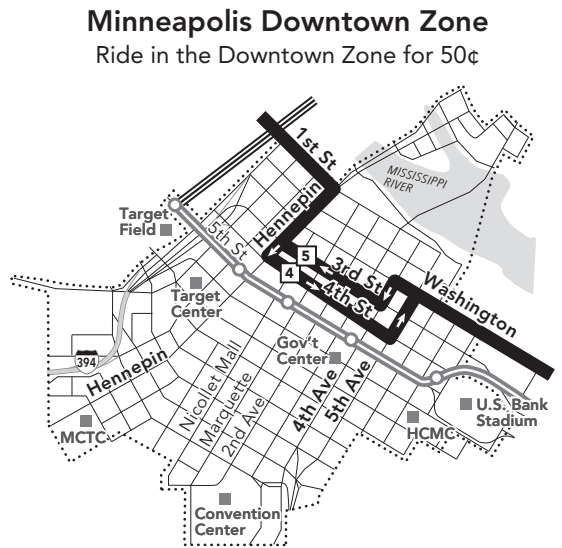 Minneapolis Downtown Zone
Ride in the Downtown Zone for 50¢
1st St
MISSISSIPPI
RIVER
Hennepin
Target
Field
5th St
5
4
3rd St
4th St
Washington
Target
Center
Gov't
Center
394
Hennepin
Nicollet Mall
Marquette
2nd Ave
4th Ave
5th Ave
U.S. Bank
Stadium
HCMC
MCTC
Convention
Center